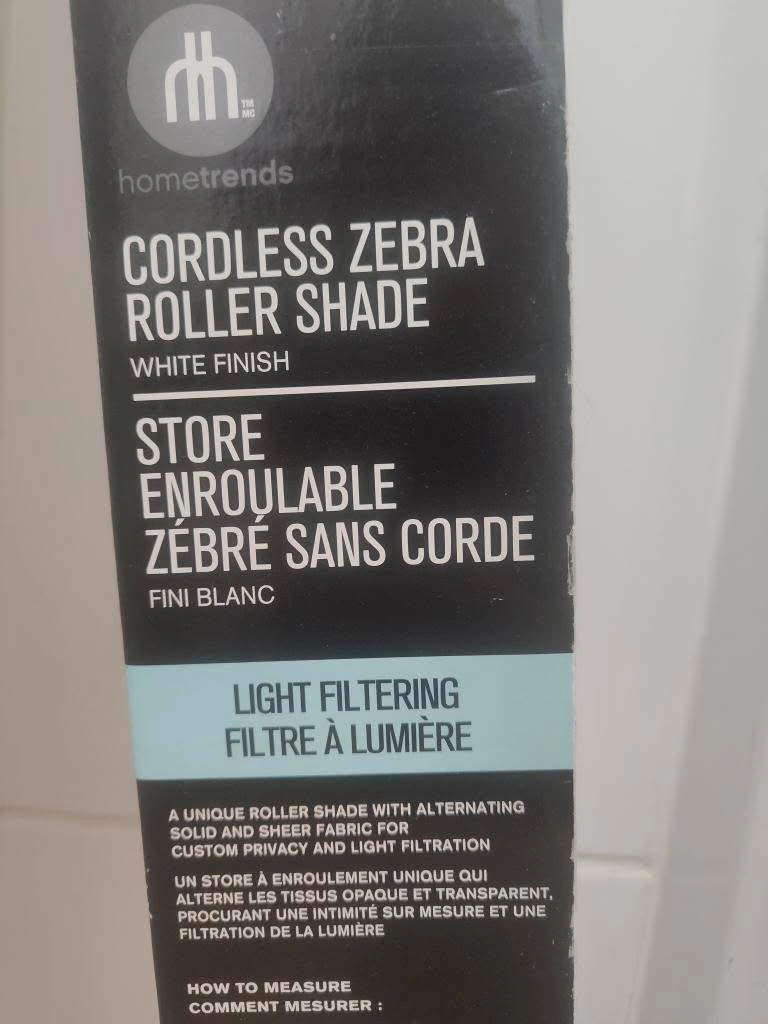 TM
MC
hometrends
CORDLESS ZEBRA
ROLLER SHADE
WHITE FINISH
STORE
ENROULABLE
ZÉBRÉ SANS CORDE
FINI BLANC
LIGHT FILTERING
FILTRE À LUMIÈRE
A UNIQUE ROLLER SHADE WITH ALTERNATING
SOLID AND SHEER FABRIC FOR
CUSTOM PRIVACY AND LIGHT FILTRATION
UN STORE À ENROULEMENT UNIQUE QUI
ALTERNE LES TISSUS OPAQUE ET TRANSPARENT,
PROCURANT UNE INTIMITÉ SUR MESURE ET UNE
FILTRATION DE LA LUMIÈRE
HOW TO MEASURE
COMMENT MESURER :